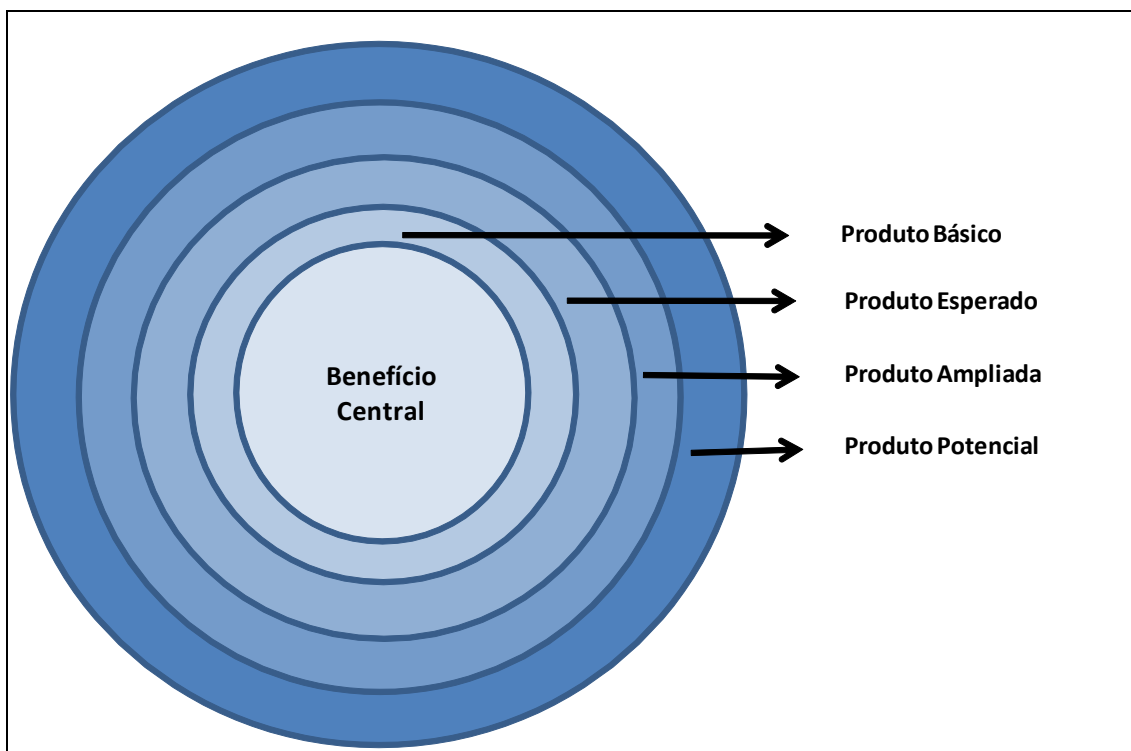 Produto Básico
Produto Esperado
Benefício
Central
Produto Ampliada
Produto Potencial